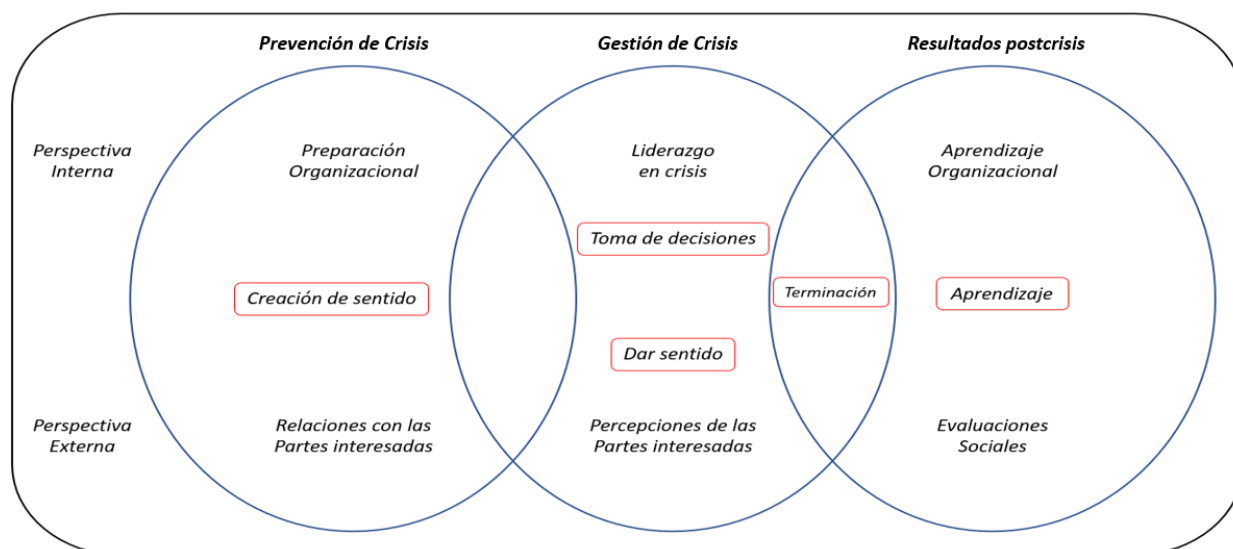 Prevención de Crisis
Gestión de Crisis
Resultados postcrisis
Perspectiva
Interna
Preparación
Organizacional
Liderazgo
en crisis
Aprendizaje
Organizacional
Toma de decisiones
Creación de sentido
Terminación
Aprendizaje
Dar sentido
Perspectiva
Externa
Relaciones con las
Partes interesadas
Percepciones de las
Partes interesadas
Evaluaciones
Sociales